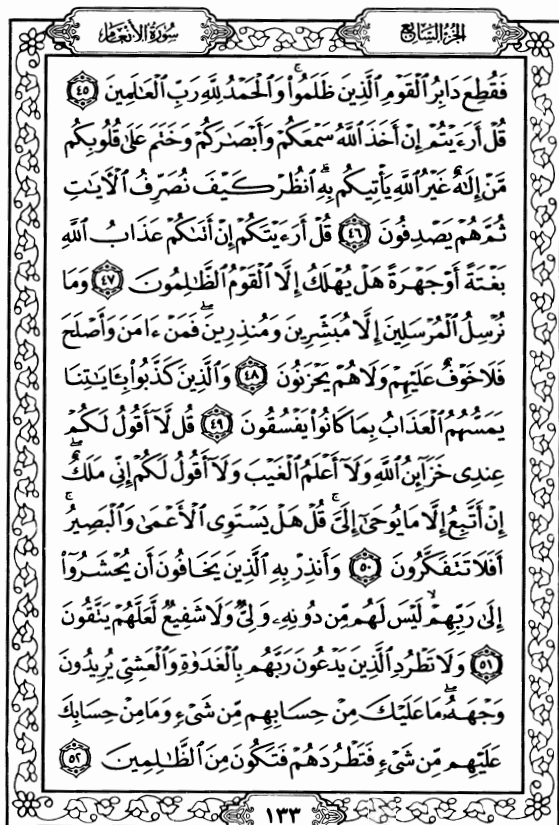 الجزء السابع
سورة الأنعام
فَقُطِعَ دَابِرُ ٱلۡقَوۡمِ ٱلَّذِينَ ظَلَمُواْۚ وَٱلۡحَمۡدُ لِلَّهِ رَبِّ ٱلۡعَٰلَمِينَ ٤٥
قُلۡ أَرَءَيۡتُمۡ إِنۡ أَخَذَ ٱللَّهُ سَمۡعَكُمۡ وَأَبۡصَٰرَكُمۡ وَخَتَمَ عَلَىٰ قُلُوبِكُم
مَّنۡ إِلَٰهٌ غَيۡرُ ٱللَّهِ يَأۡتِيكُم بِهِۗ ٱنظُرۡ كَيۡفَ نُصَرِّفُ ٱلۡأٓيَٰتِ
ثُمَّ هُمۡ يَصۡدِفُونَ ٤٦ قُلۡ أَرَءَيۡتَكُمۡ إِنۡ أَتَىٰكُمۡ عَذَابُ ٱللَّهِ
بَغۡتَةً أَوۡ جَهۡرَةً هَلۡ يُهۡلَكُ إِلَّا ٱلۡقَوۡمُ ٱلظَّٰلِمُونَ ٤٧ وَمَا
نُرۡسِلُ ٱلۡمُرۡسَلِينَ إِلَّا مُبَشِّرِينَ وَمُنذِرِينَۖ فَمَنۡ ءَامَنَ وَأَصۡلَحَ
فَلَا خَوۡفٌ عَلَيۡهِمۡ وَلَا هُمۡ يَحۡزَنُونَ ٤٨ وَٱلَّذِينَ كَذَّبُواْ بِـَٔايَٰتِنَا
يَمَسُّهُمُ ٱلۡعَذَابُ بِمَا كَانُواْ يَفۡسُقُونَ ٤٩ قُل لَّآ أَقُولُ لَكُمۡ
عِندِي خَزَآئِنُ ٱللَّهِ وَلَآ أَعۡلَمُ ٱلۡغَيۡبَ وَلَآ أَقُولُ لَكُمۡ إِنِّي مَلَكٌۖ
إِنۡ أَتَّبِعُ إِلَّا مَا يُوحَىٰٓ إِلَيَّۚ قُلۡ هَلۡ يَسۡتَوِي ٱلۡأَعۡمَىٰ وَٱلۡبَصِيرُۚ
أَفَلَا تَتَفَكَّرُونَ ٥٠ وَأَنذِرۡ بِهِ ٱلَّذِينَ يَخَافُونَ أَن يُحۡشَرُوٓاْ
إِلَىٰ رَبِّهِمۡ لَيۡسَ لَهُم مِّن دُونِهِۦ وَلِيّٞ وَلَا شَفِيعٞ لَّعَلَّهُمۡ يَتَّقُونَ
٥١ وَلَا تَطۡرُدِ ٱلَّذِينَ يَدۡعُونَ رَبَّهُم بِٱلۡغَدَوٰةِ وَٱلۡعَشِيِّ يُرِيدُونَ
وَجۡهَهُۥۖ مَا عَلَيۡكَ مِنۡ حِسَابِهِم مِّن شَيۡءٖ وَمَا مِنۡ حِسَابِكَ
عَلَيۡهِم مِّن شَيۡءٖ فَتَطۡرُدَهُمۡ فَتَكُونَ مِنَ ٱلظَّٰلِمِينَ ٥٢
١٣٣